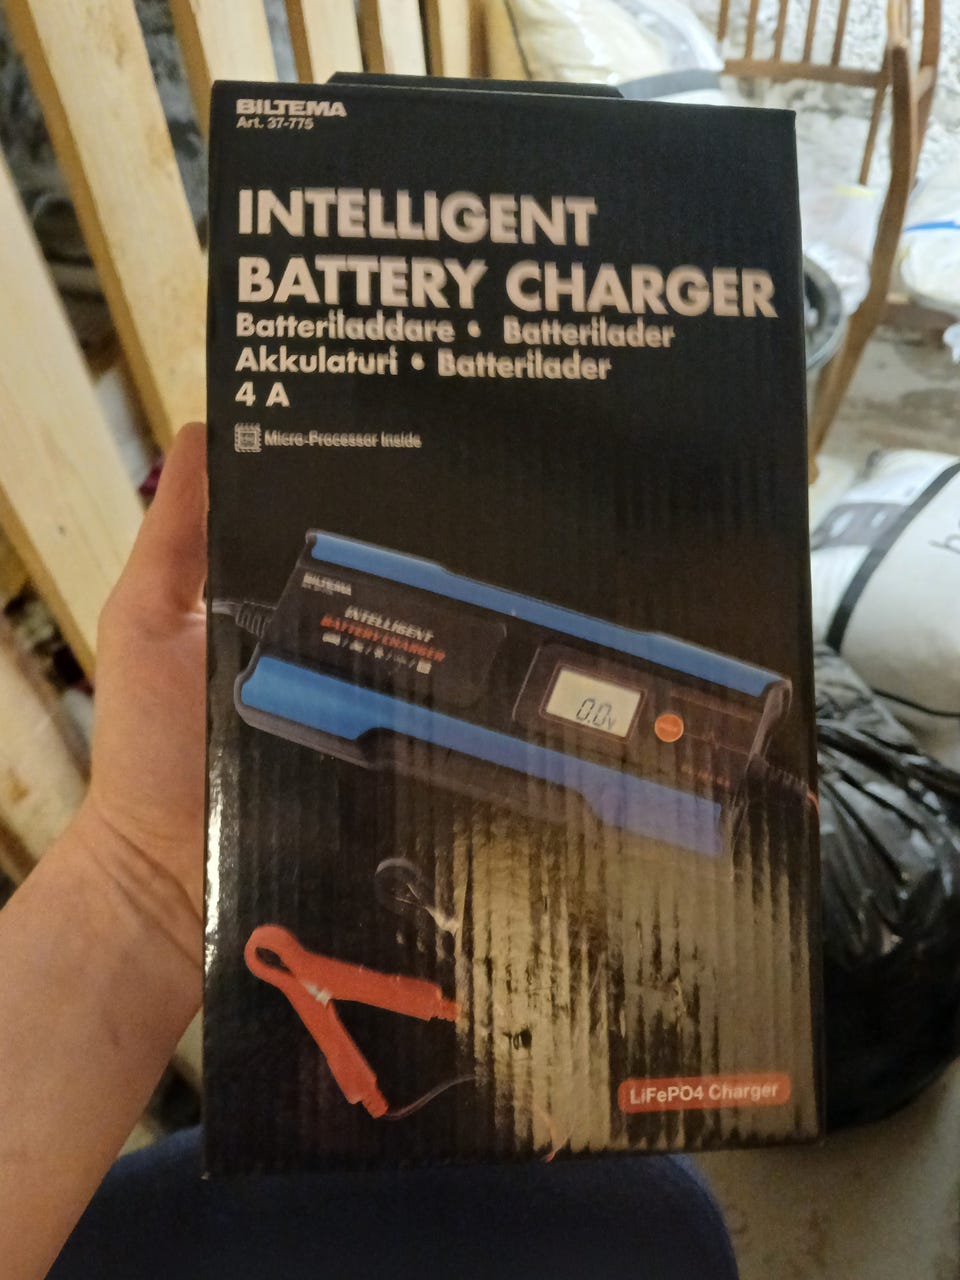 BILTEMA
Art. 37-775
INTELLIGENT
BATTERY CHARGER
Batteriladdare • Batterilader
Akkulaturi • Batterilader
4 A
Micro-Processor Inside
BILTEMA
INTELLIGENT
BATTERY CHARGER
0.0v
LiFePO4 Charger